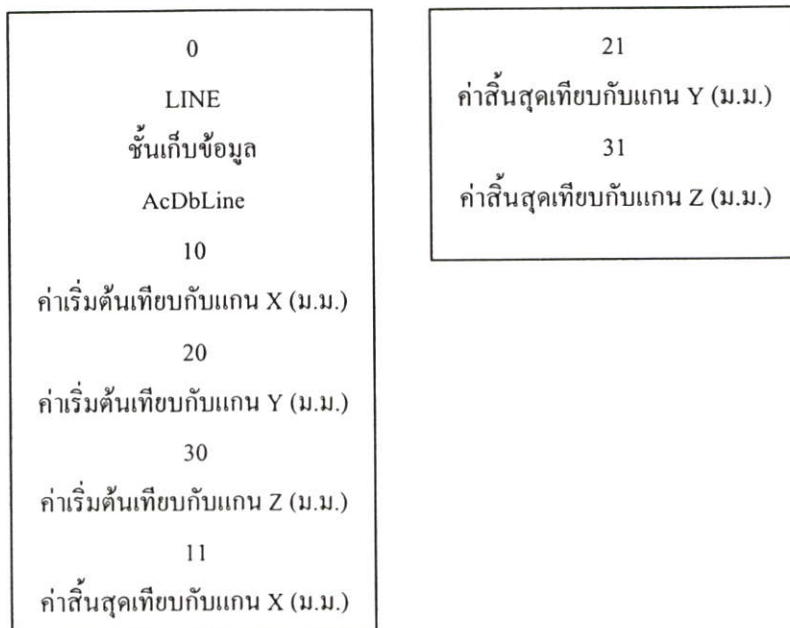 0
LINE
ชั้นเก็บข้อมูล
AcDbLine
10
ค่าเริ่มต้นเทียบกับแกน X (ม.ม.)
20
ค่าเริ่มต้นเทียบกับแกน Y (ม.ม.)
30
ค่าเริ่มต้นเทียบกับแกน Z (ม.ม.)
11
ค่าสิ้นสุดเทียบกับแกน X (ม.ม.)
21
ค่าสิ้นสุดเทียบกับแกน Y (ม.ม.)
31
ค่าสิ้นสุดเทียบกับแกน Z (ม.ม.)